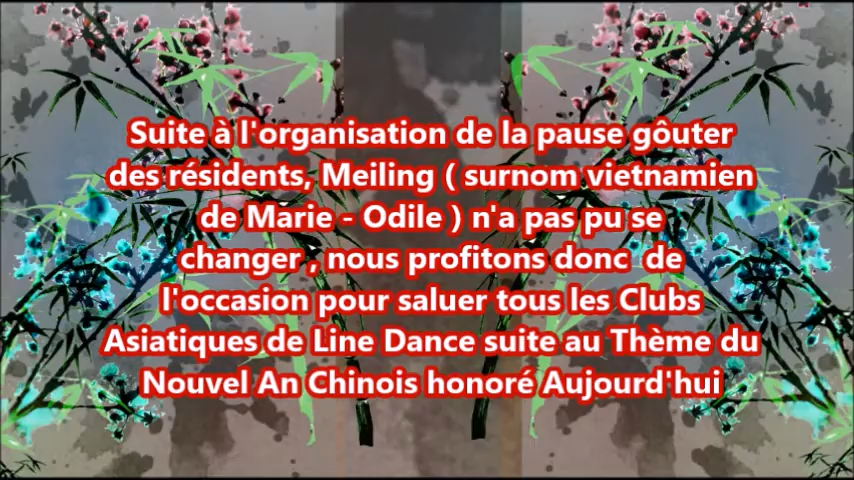 Suite à l'organisation de la pause gôuter
des résidents, Meiling ( surnom vietnamien
de Marie - Odile ) n'a pas pu se
changer , nous profitons donc  de
l'occasion pour saluer tous les Clubs
Asiatiques de Line Dance suite au Thème du
Nouvel An Chinois honoré Aujourd'hui